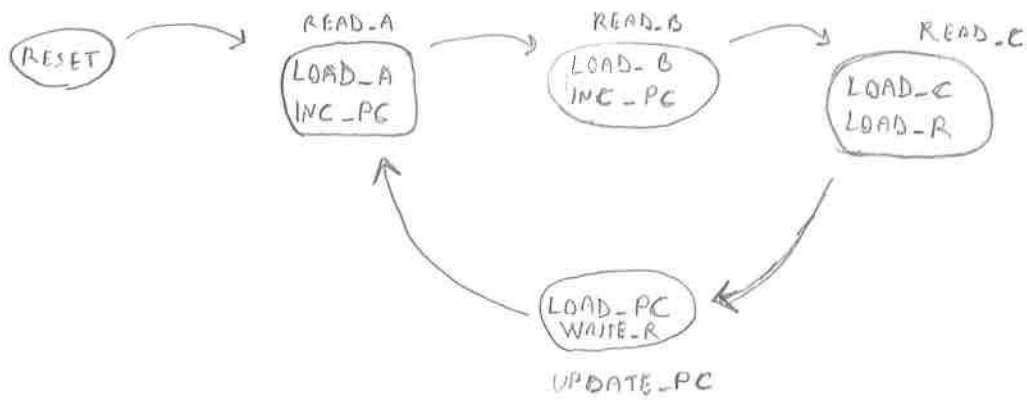 RESET
READ_A
LOAD_A
INC_PC
READ_B
LOAD_B
INC_PC
READ_C
LOAD_C
LOAD_R
LOAD_PC
WRITE_R
UPDATE_PC